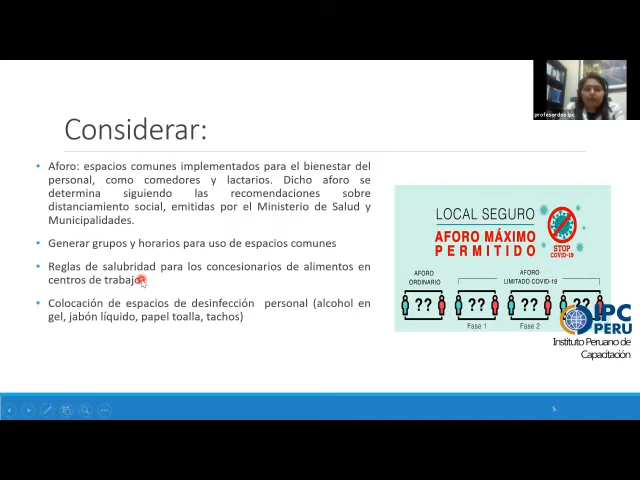 profesordas ipc
Considerar:
• Aforo: espacios comunes implementados para el bienestar del
personal, como comedores y lactarios. Dicho aforo se
determina siguiendo las recomendaciones sobre
distanciamiento social, emitidas por el Ministerio de Salud y
Municipalidades.
• Generar grupos y horarios para uso de espacios comunes
• Reglas de salubridad para los concesionarios de alimentos en
centros de trabajo
• Colocación de espacios de desinfección personal (alcohol en
gel, jabón líquido, papel toalla, tachos)
LOCAL SEGURO
AFORO MÁXIMO
PERMITIDO
STOP
COVID-19
AFORO
ORDINARIO
AFORO
LIMITADO COVID-19
?? ?? ?? ??
Fase 1 Fase 2
IPC
PERÚ
Instituto Peruano de
Capacitación
5